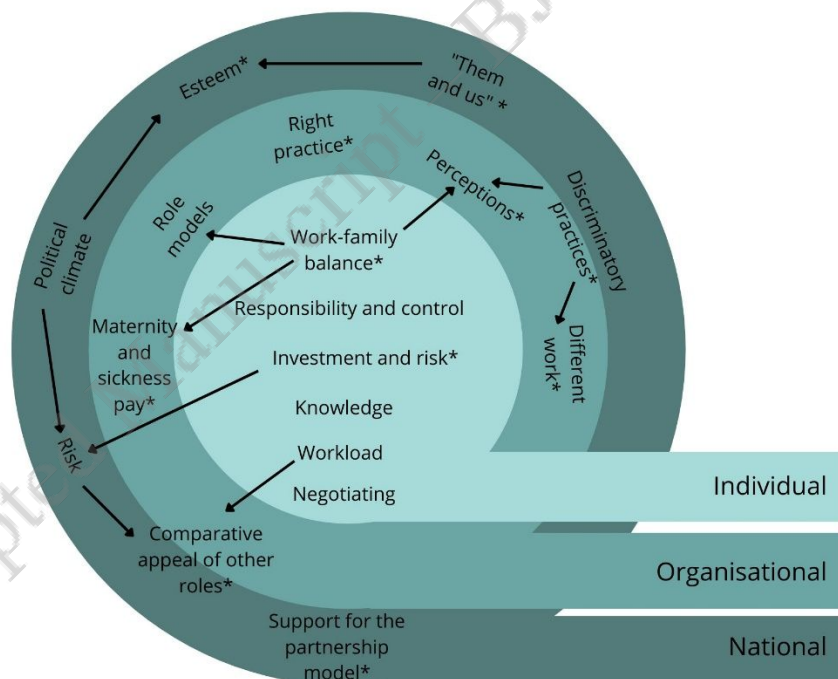 "Them
and us" *
Esteem*
Right
practice*
Perceptions*
Discriminatory
practices*
Role
models
Work-family
balance*
Political
climate
Responsibility and control
Maternity
and
sickness
pay*
Different
work*
Investment and risk*
Knowledge
Risk
Workload
Negotiating
Individual
Comparative
appeal of other
roles*
Organisational
Support for the
partnership
model*
National